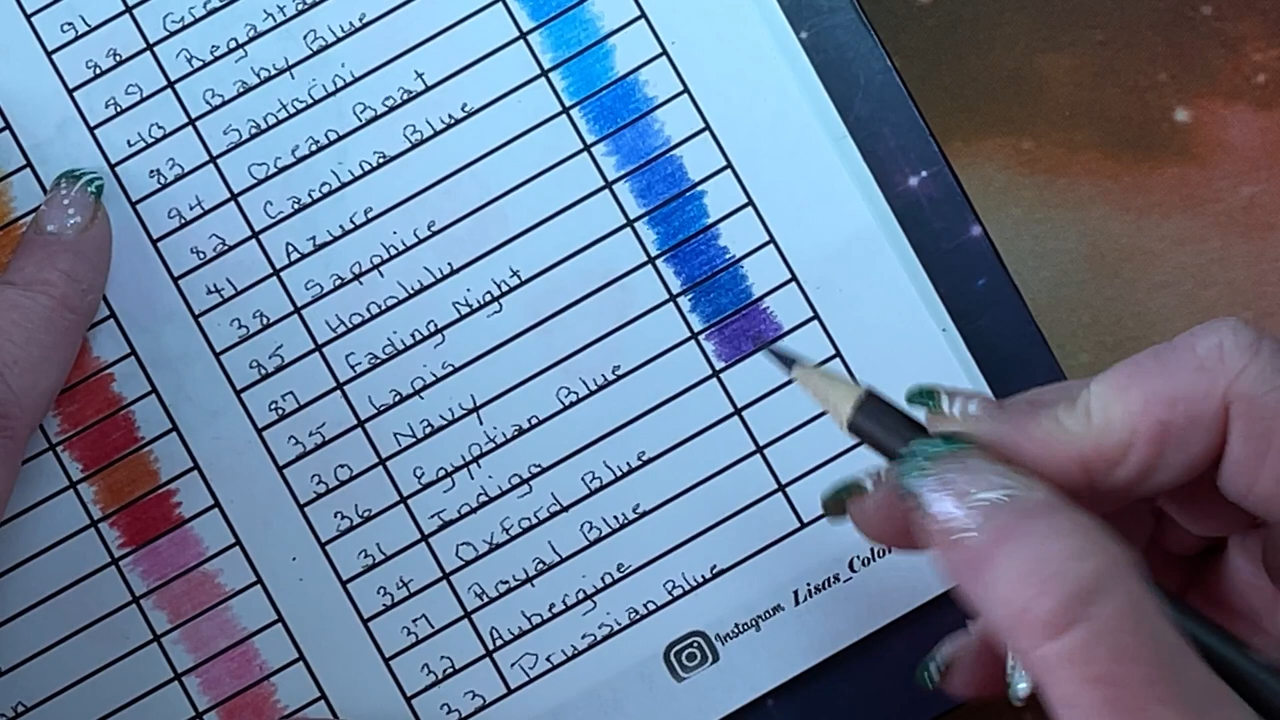 91 Gre
88 Regatta
89 Baby Blue
40 Santorini
83 Ocean Boat
84 Carolina Blue
82 Azure
41 Sapphire
38 Honolulu
85 Fading Night
87 Lapis
35 Navy
30 Egyptian Blue
36 Indigo
31 Oxford Blue
34 Royal Blue
37 Aubergine
32 Prussian Blue
33
Instagram Lisas_Color